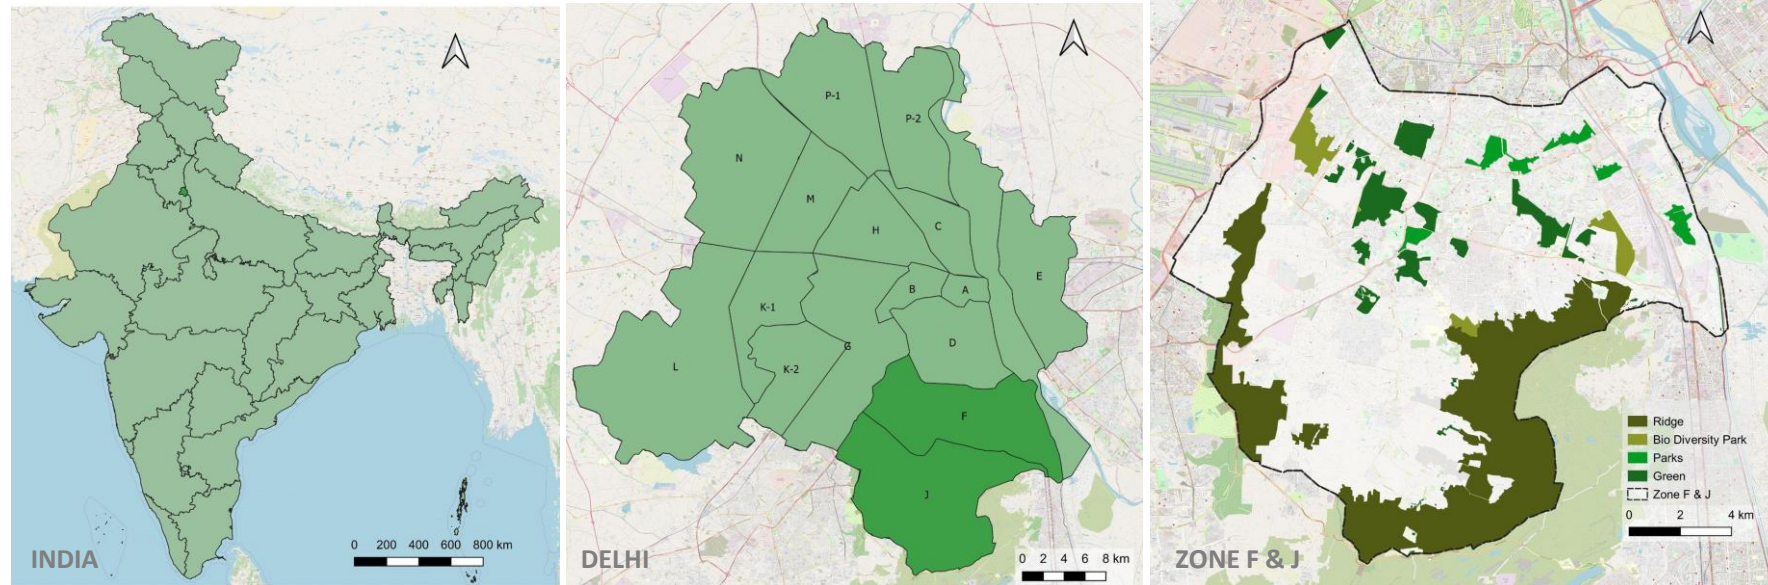 INDIA
0 200 400 600 800 km
P-1
P-2
N
M
H
C
E
B
A
K-1
D
G
L
K-2
F
J
DELHI
0 2 4 6 8 km
Ridge
Bio Diversity Park
Parks
Green
Zone F & J
0 2 4 km
ZONE F & J